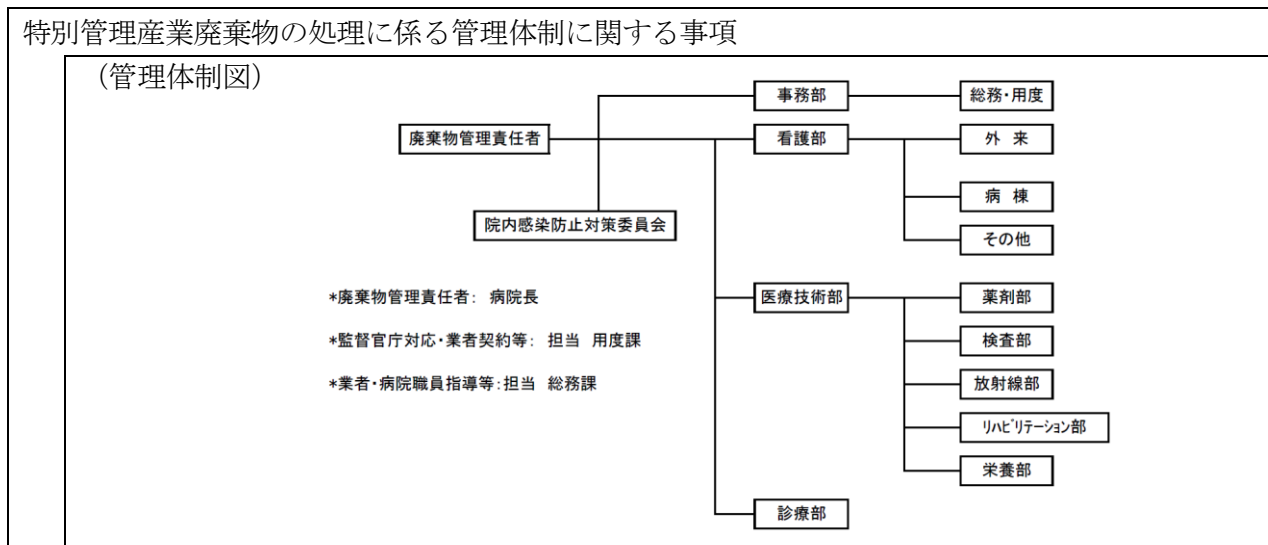 特別管理産業廃棄物の処理に係る管理体制に関する事項
（管理体制図）
事務部
総務・用度
廃棄物管理責任者
看護部
外 来
病 棟
院内感染防止対策委員会
その他
*廃棄物管理責任者： 病院長
医療技術部
薬剤部
*監督官庁対応・業者契約等： 担当 用度課
検査部
*業者・病院職員指導等：担当 総務課
放射線部
ﾘﾊﾋﾞﾘﾃｰｼｮﾝ部
栄養部
診療部